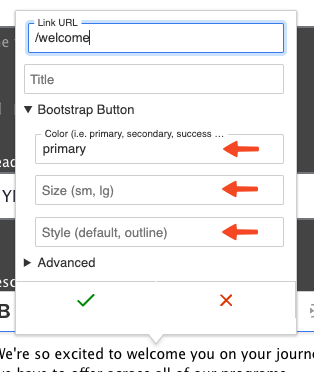 Link URL
/welcome
Title
▼ Bootstrap Button
Color (i.e. primary, secondary, success ...
primary
Size (sm, lg)
Style (default, outline)
▶ Advanced
B
We're so excited to welcome you on your journe